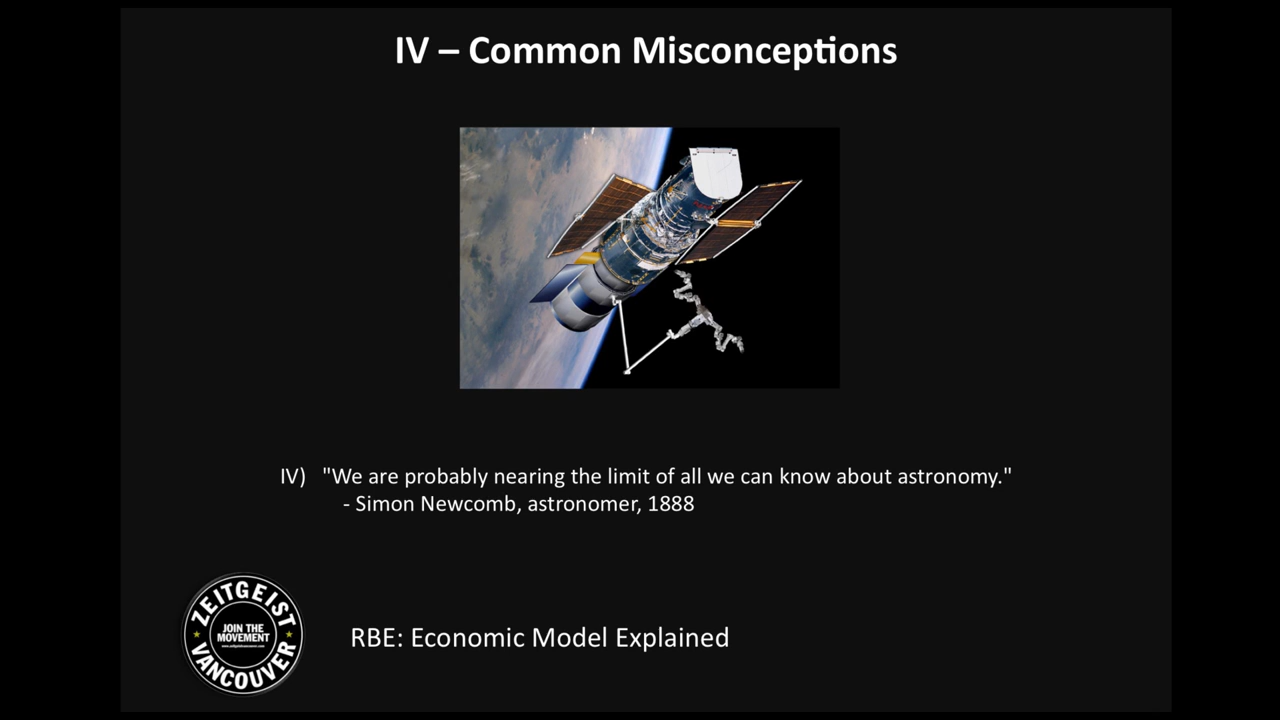 IV – Common Misconceptions
IV) "We are probably nearing the limit of all we can know about astronomy."
- Simon Newcomb, astronomer, 1888
ZEITGEIST
JOIN THE
MOVEMENT
VANCOUVER
RBE: Economic Model Explained